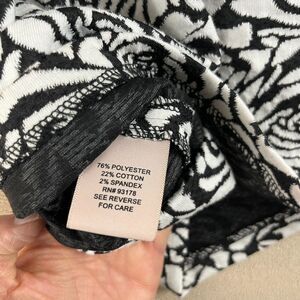 76% POLYESTER
22% COTTON
2% SPANDEX
RN# 93178
SEE REVERSE
FOR CARE